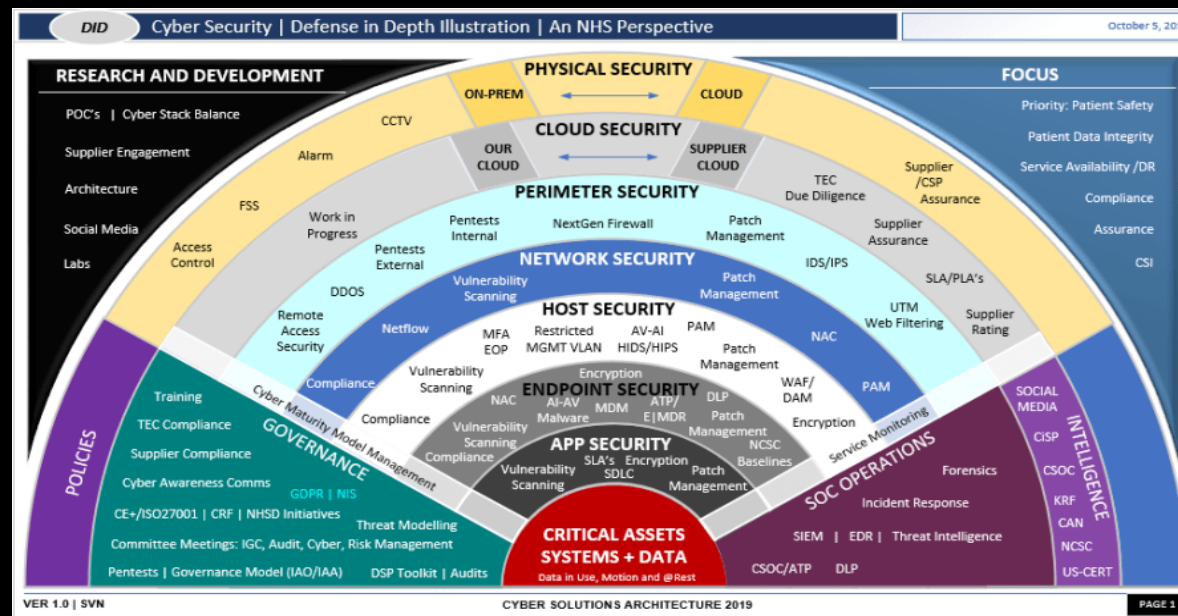 DID
Cyber Security | Defense in Depth Illustration | An NHS Perspective
October 5, 20
RESEARCH AND DEVELOPMENT
POC's | Cyber Stack Balance
Supplier Engagement
Architecture
Social Media
Labs
FOCUS
Priority: Patient Safety
Patient Data Integrity
Service Availability /DR
Compliance
Assurance
CSI
PHYSICAL SECURITY
ON-PREM
CLOUD
CCTV
Alarm
FSS
Access
Control
Supplier
/CSP
Assurance
CLOUD SECURITY
OUR
CLOUD
SUPPLIER
CLOUD
Work in
Progress
TEC
Due Diligence
Supplier
Assurance
SLA/PLA's
Supplier
Rating
PERIMETER SECURITY
Pentests
Internal
NextGen Firewall
Patch
Management
Pentests
External
IDS/IPS
DDOS
Remote
Access
Security
UTM
Web Filtering
NETWORK SECURITY
Vulnerability
Scanning
Patch
Management
Netflow
NAC
Compliance
PAM
HOST SECURITY
MFA
EOP
Restricted
MGMT VLAN
AV-AI
HIDS/HIPS
PAM
Patch
Management
Vulnerability
Scanning
WAF/
DAM
Compliance
Encryption
Encryption
ENDPOINT SECURITY
NAC
AI-AV
Malware
MDM
ATP/
E|MDR
DLP
Patch
Management
Vulnerability
Scanning
Compliance
NCSC
Baselines
APP SECURITY
SLA's Encryption
SDLC
Vulnerability
Scanning
Patch
Management
CRITICAL ASSETS
SYSTEMS + DATA
Data in Use, Motion and @Rest
Cyber Maturity Model Management
Service Monitoring
POLICIES
GOVERNANCE
Training
TEC Compliance
Supplier Compliance
Cyber Awareness Comms
GDPR | NIS
CE+/ISO27001 | CRF | NHSD Initiatives
Threat Modelling
Committee Meetings: IGC, Audit, Cyber, Risk Management
Pentests | Governance Model (IAO/IAA)
DSP Toolkit | Audits
SOC OPERATIONS
Forensics
Incident Response
SIEM | EDR | Threat Intelligence
CSOC/ATP DLP
INTELLIGENCE
SOCIAL
MEDIA
CiSP
CSOC
KRF
CAN
NCSC
US-CERT
VER 1.0 | SVN
CYBER SOLUTIONS ARCHITECTURE 2019
PAGE 1